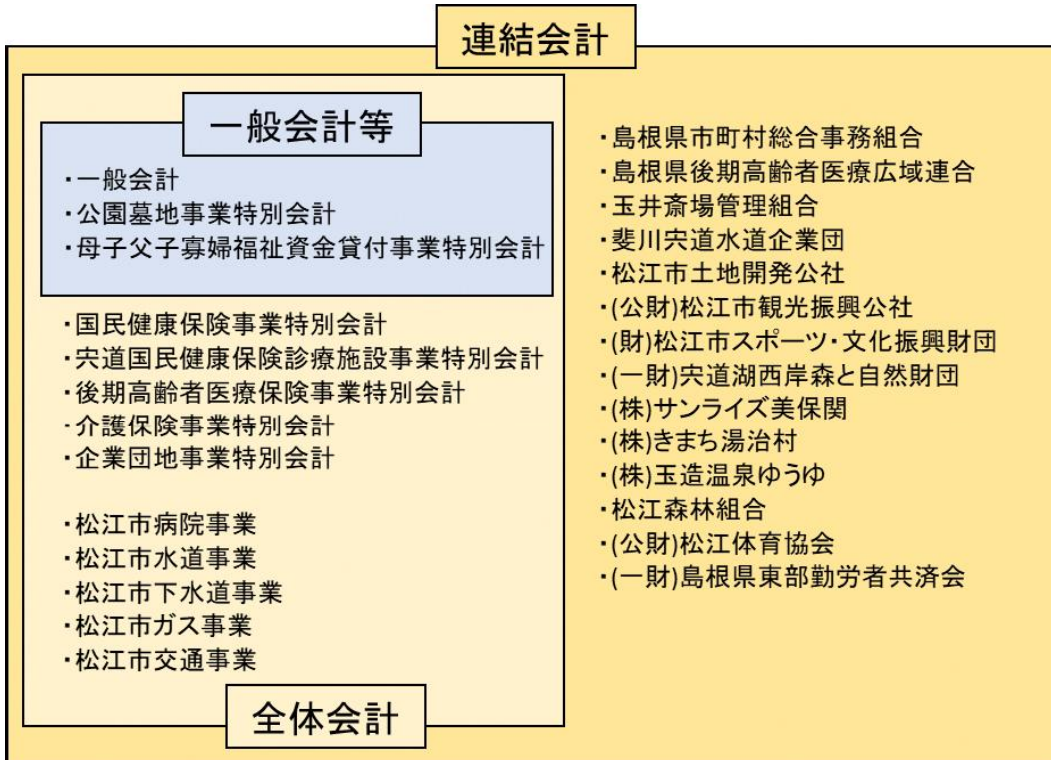 連結会計
一般会計等
・一般会計
・公園墓地事業特別会計
・母子父子寡婦福祉資金貸付事業特別会計
・国民健康保険事業特別会計
・宍道国民健康保険診療施設事業特別会計
・後期高齢者医療保険事業特別会計
・介護保険事業特別会計
・企業団地事業特別会計
・松江市病院事業
・松江市水道事業
・松江市下水道事業
・松江市ガス事業
・松江市交通事業
全体会計
・島根県市町村総合事務組合
・島根県後期高齢者医療広域連合
・玉井斎場管理組合
・斐川宍道水道企業団
・松江市土地開発公社
・(公財)松江市観光振興公社
・(財)松江市スポーツ・文化振興財団
・(一財)宍道湖西岸森と自然財団
・(株)サンライズ美保関
・(株)きまち湯治村
・(株)玉造温泉ゆうゆ
・松江森林組合
・(公財)松江体育協会
・(一財)島根県東部勤労者共済会